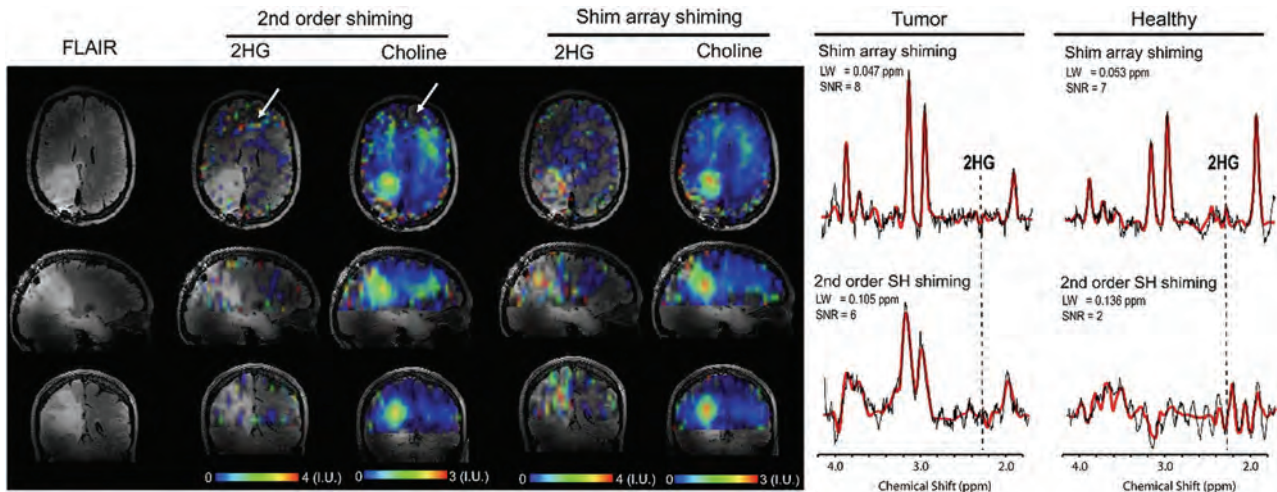 2nd order shiming
Shim array shiming
Tumor
Healthy
FLAIR
2HG
Choline
2HG
Choline
Shim array shiming
LW = 0.047 ppm
SNR = 8
2HG
Shim array shiming
LW = 0.053 ppm
SNR = 7
2HG
2nd order SH shiming
LW = 0.105 ppm
SNR = 6
2nd order SH shiming
LW = 0.136 ppm
SNR = 2
0 4 (I.U.)
0 3 (I.U.)
0 4 (I.U.)
0 3 (I.U.)
4.0 3.0 2.0
Chemical Shift (ppm)
4.0 3.0 2.0
Chemical Shift (ppm)